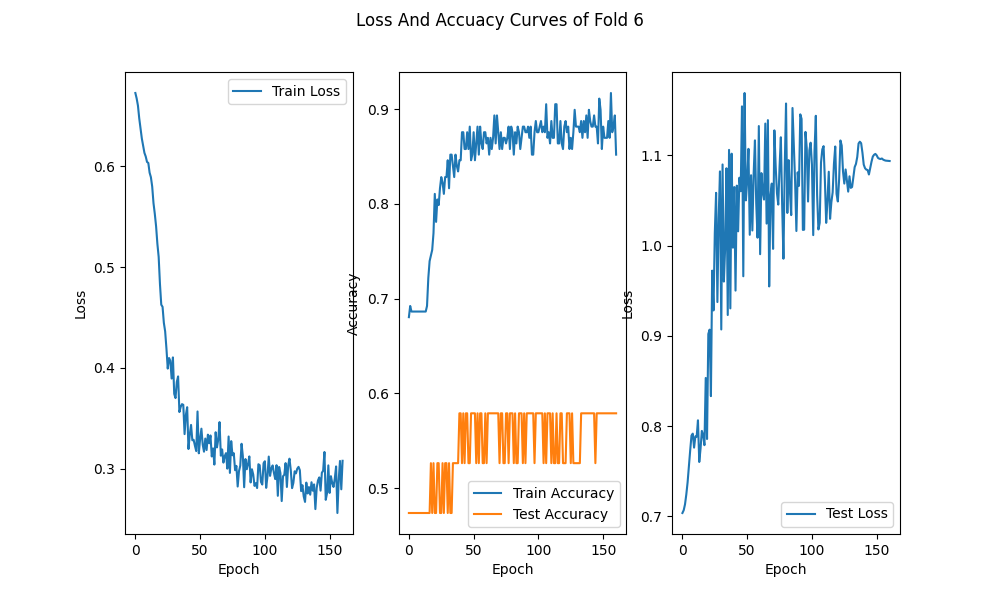 Loss And Accuacy Curves of Fold 6
Train Loss
0.6
0.5
0.4
0.3
Loss
0
50
100
150
Epoch
0.9
0.8
0.7
0.6
0.5
Accuracy
Train Accuracy
Test Accuracy
0
50
100
150
Epoch
1.1
1.0
0.9
0.8
0.7
Loss
Test Loss
0
50
100
150
Epoch